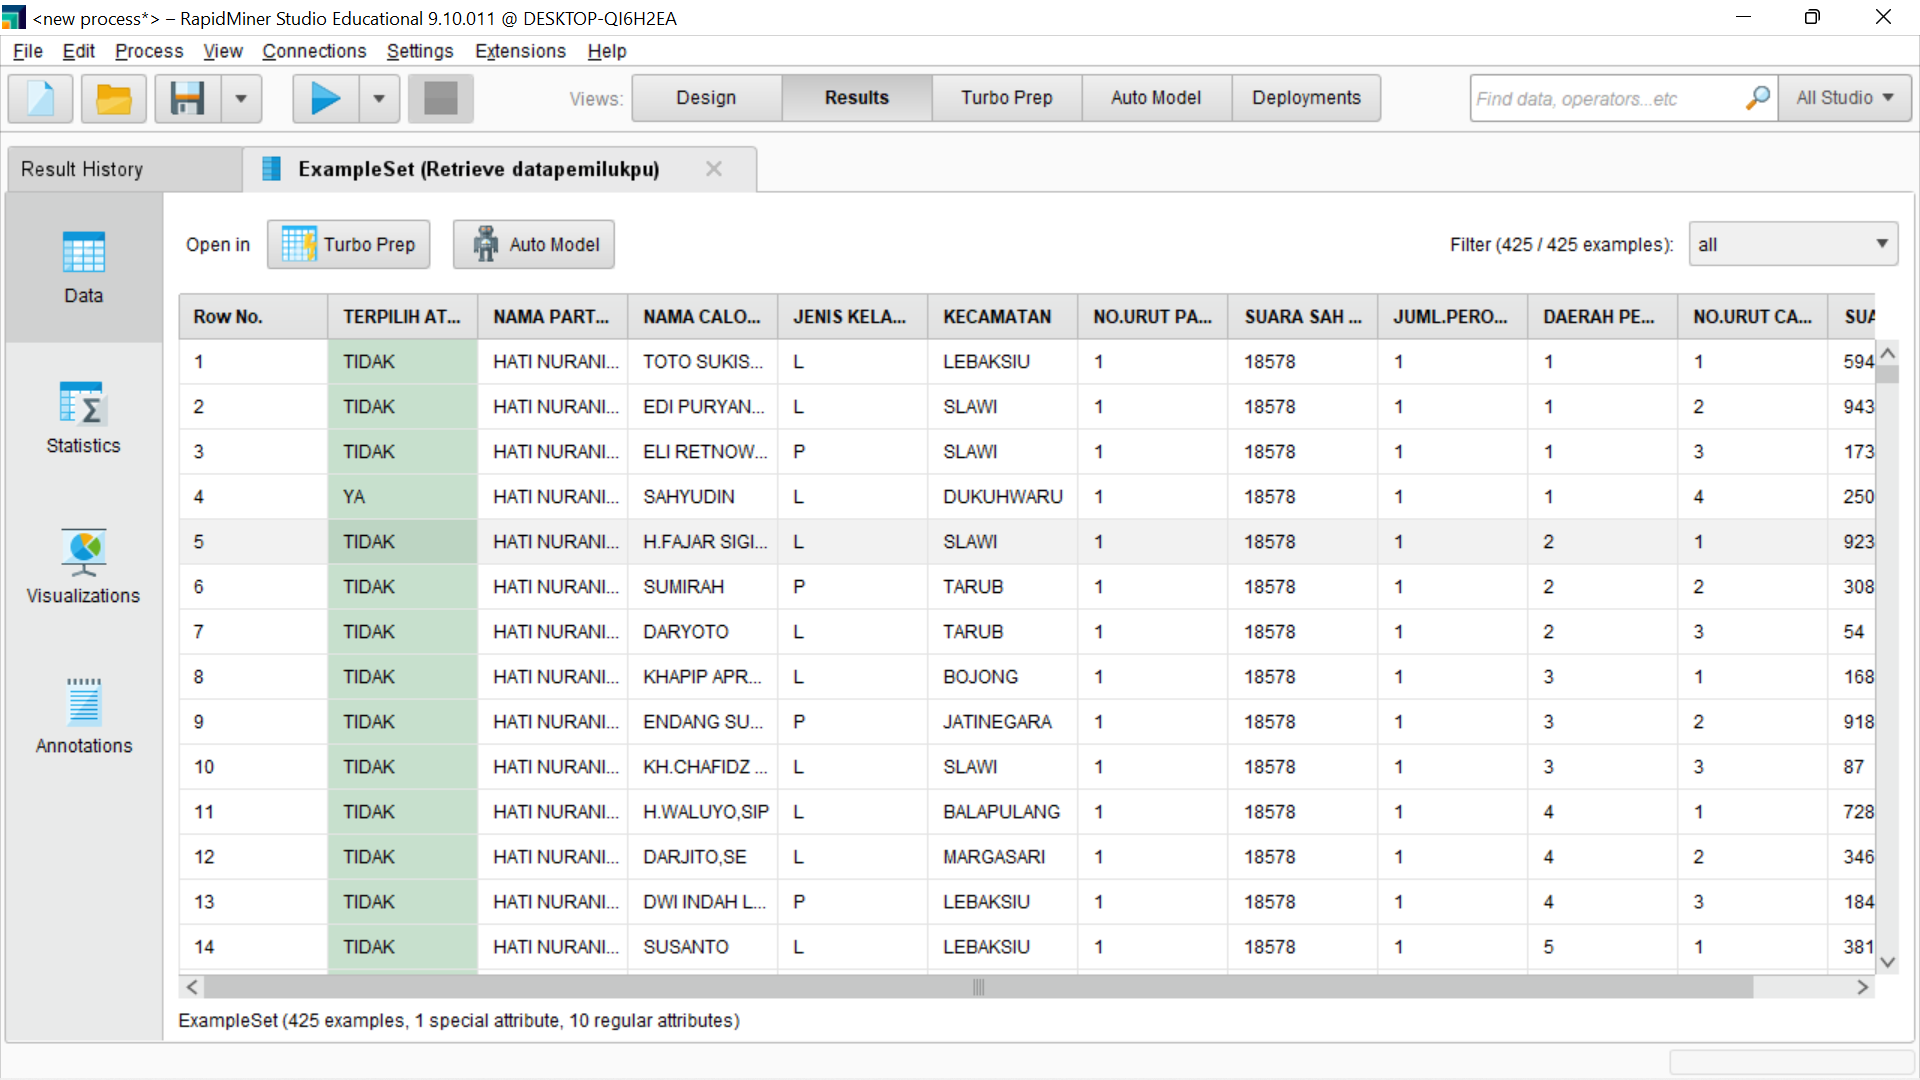 <new process*> – RapidMiner Studio Educational 9.10.011 @ DESKTOP-QI6H2EA
File Edit Process View Connections Settings Extensions Help
Views: Design Results Turbo Prep Auto Model Deployments Find data, operators...etc All Studio
Result History ExampleSet (Retrieve datapemilukpu)
Data
Statistics
Visualizations
Annotations
Open in Turbo Prep Auto Model Filter (425 / 425 examples): all
Row No. TERPILIH AT... NAMA PART... NAMA CALO... JENIS KELA... KECAMATAN NO.URUT PA... SUARA SAH ... JUML.PERO... DAERAH PE... NO.URUT CA... SUA
1 TIDAK HATI NURANI... TOTO SUKIS... L LEBAKSIU 1 18578 1 1 1 594
2 TIDAK HATI NURANI... EDI PURYAN... L SLAWI 1 18578 1 1 2 943
3 TIDAK HATI NURANI... ELI RETNOW... P SLAWI 1 18578 1 1 3 173
4 YA HATI NURANI... SAHYUDIN L DUKUHWARU 1 18578 1 1 4 250
5 TIDAK HATI NURANI... H.FAJAR SIGI... L SLAWI 1 18578 1 2 1 923
6 TIDAK HATI NURANI... SUMIRAH P TARUB 1 18578 1 2 2 308
7 TIDAK HATI NURANI... DARYOTO L TARUB 1 18578 1 2 3 54
8 TIDAK HATI NURANI... KHAPIP APR... L BOJONG 1 18578 1 3 1 168
9 TIDAK HATI NURANI... ENDANG SU... P JATINEGARA 1 18578 1 3 2 918
10 TIDAK HATI NURANI... KH.CHAFIDZ ... L SLAWI 1 18578 1 3 3 87
11 TIDAK HATI NURANI... H.WALUYO,SIP L BALAPULANG 1 18578 1 4 1 728
12 TIDAK HATI NURANI... DARJITO,SE L MARGASARI 1 18578 1 4 2 346
13 TIDAK HATI NURANI... DWI INDAH L... P LEBAKSIU 1 18578 1 4 3 184
14 TIDAK HATI NURANI... SUSANTO L LEBAKSIU 1 18578 1 5 1 381
ExampleSet (425 examples, 1 special attribute, 10 regular attributes)